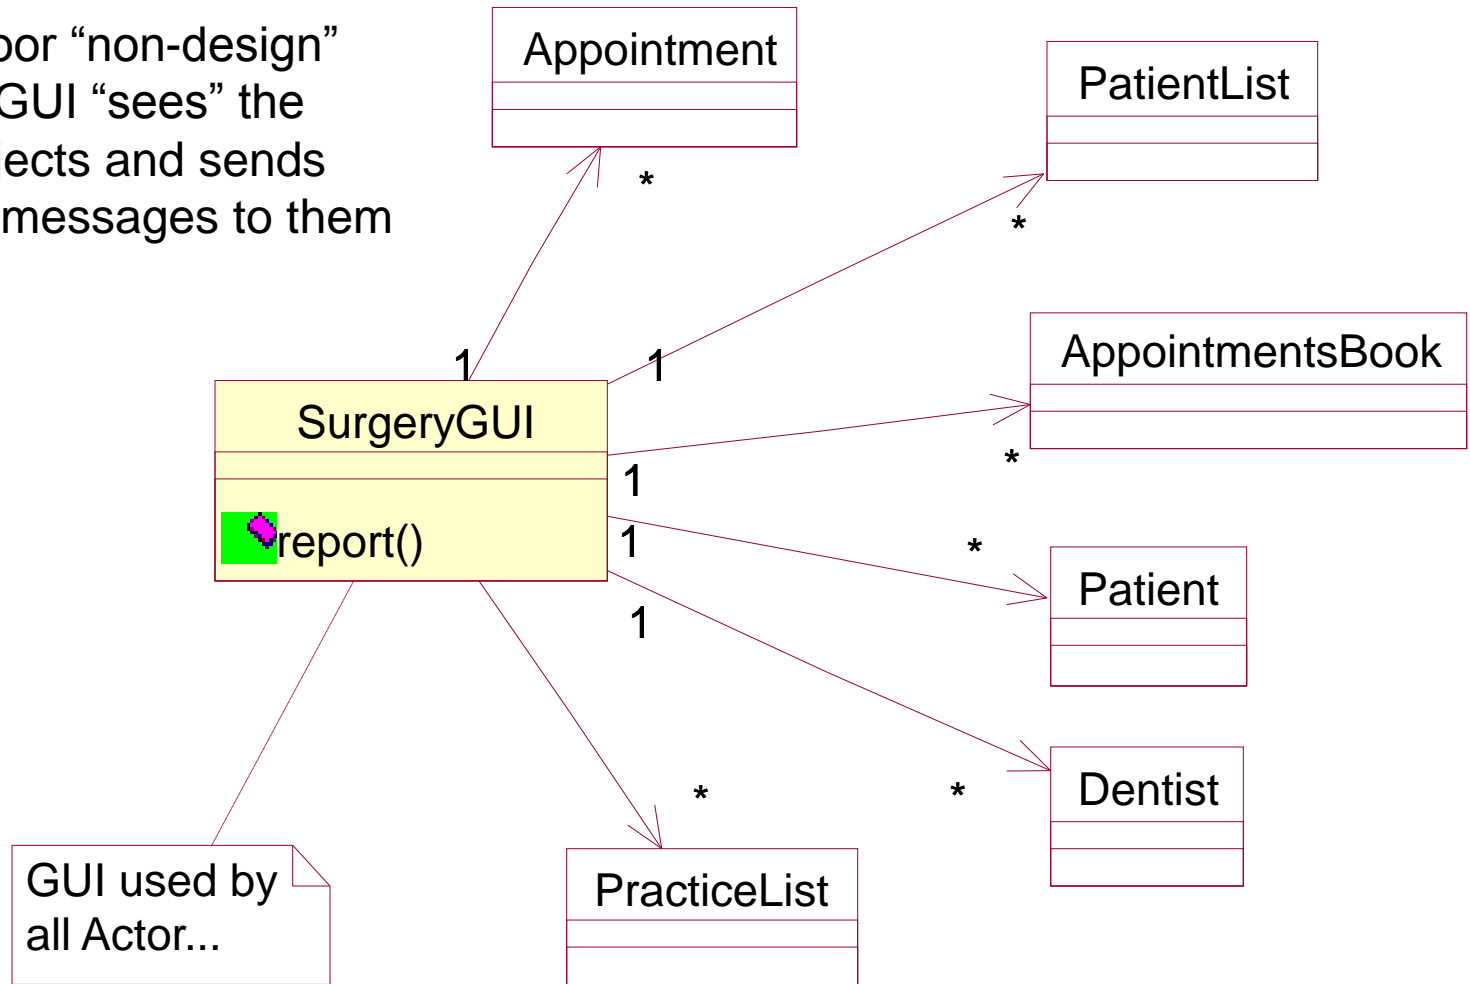 oor “non-design”
GUI “sees” the
jects and sends
messages to them
Appointment
*
PatientList
*
1
1
AppointmentsBook
*
SurgeryGUI
report()
1
1
1
*
Patient
*
Dentist
*
PracticeList
GUI used by
all Actor...